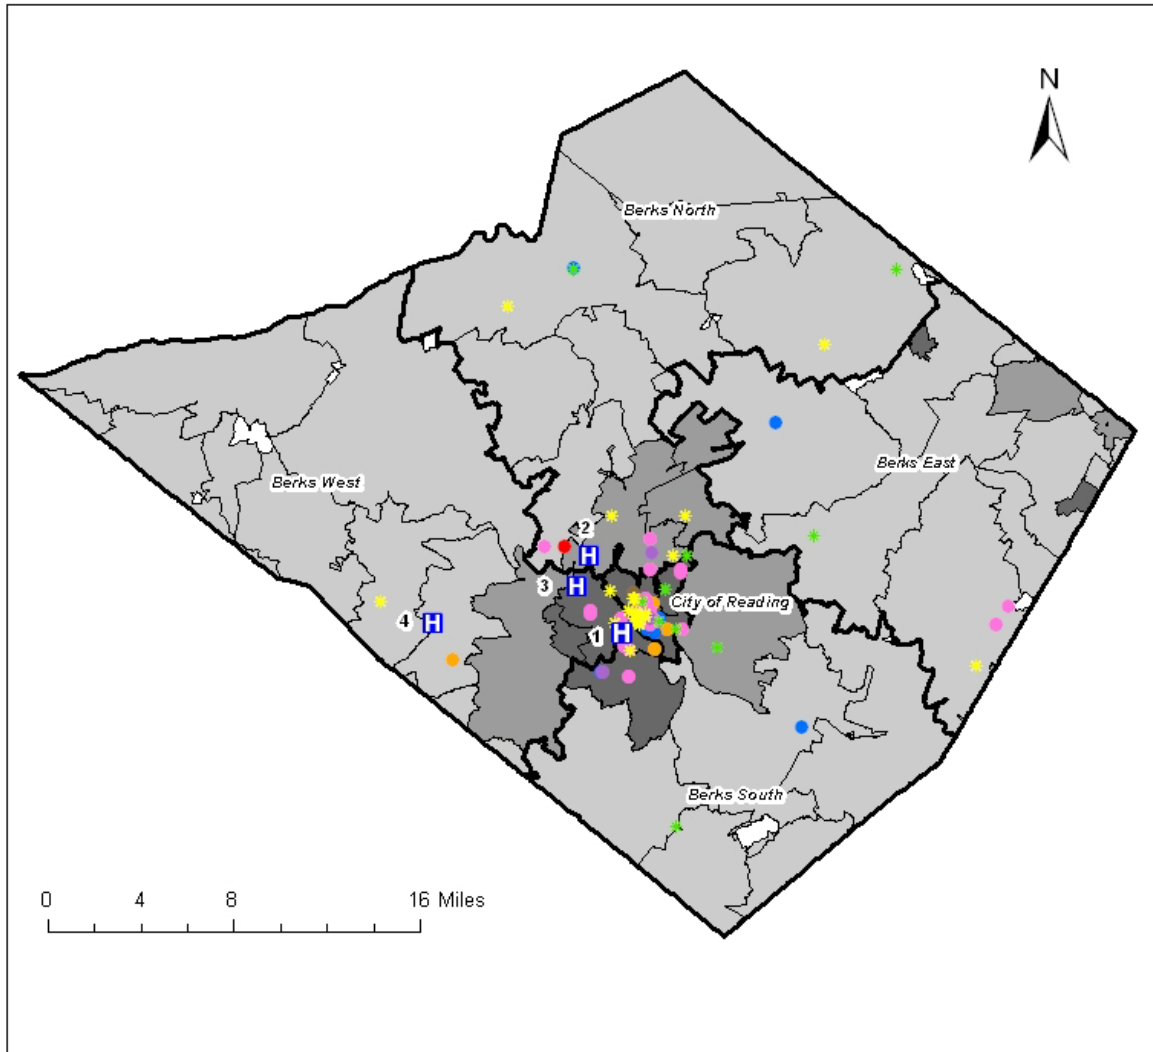 N
Berks North
Berks East
Berks West
2
H
3
H
City of Reading
4
H
1
H
Berks South
0 4 8 16 Miles